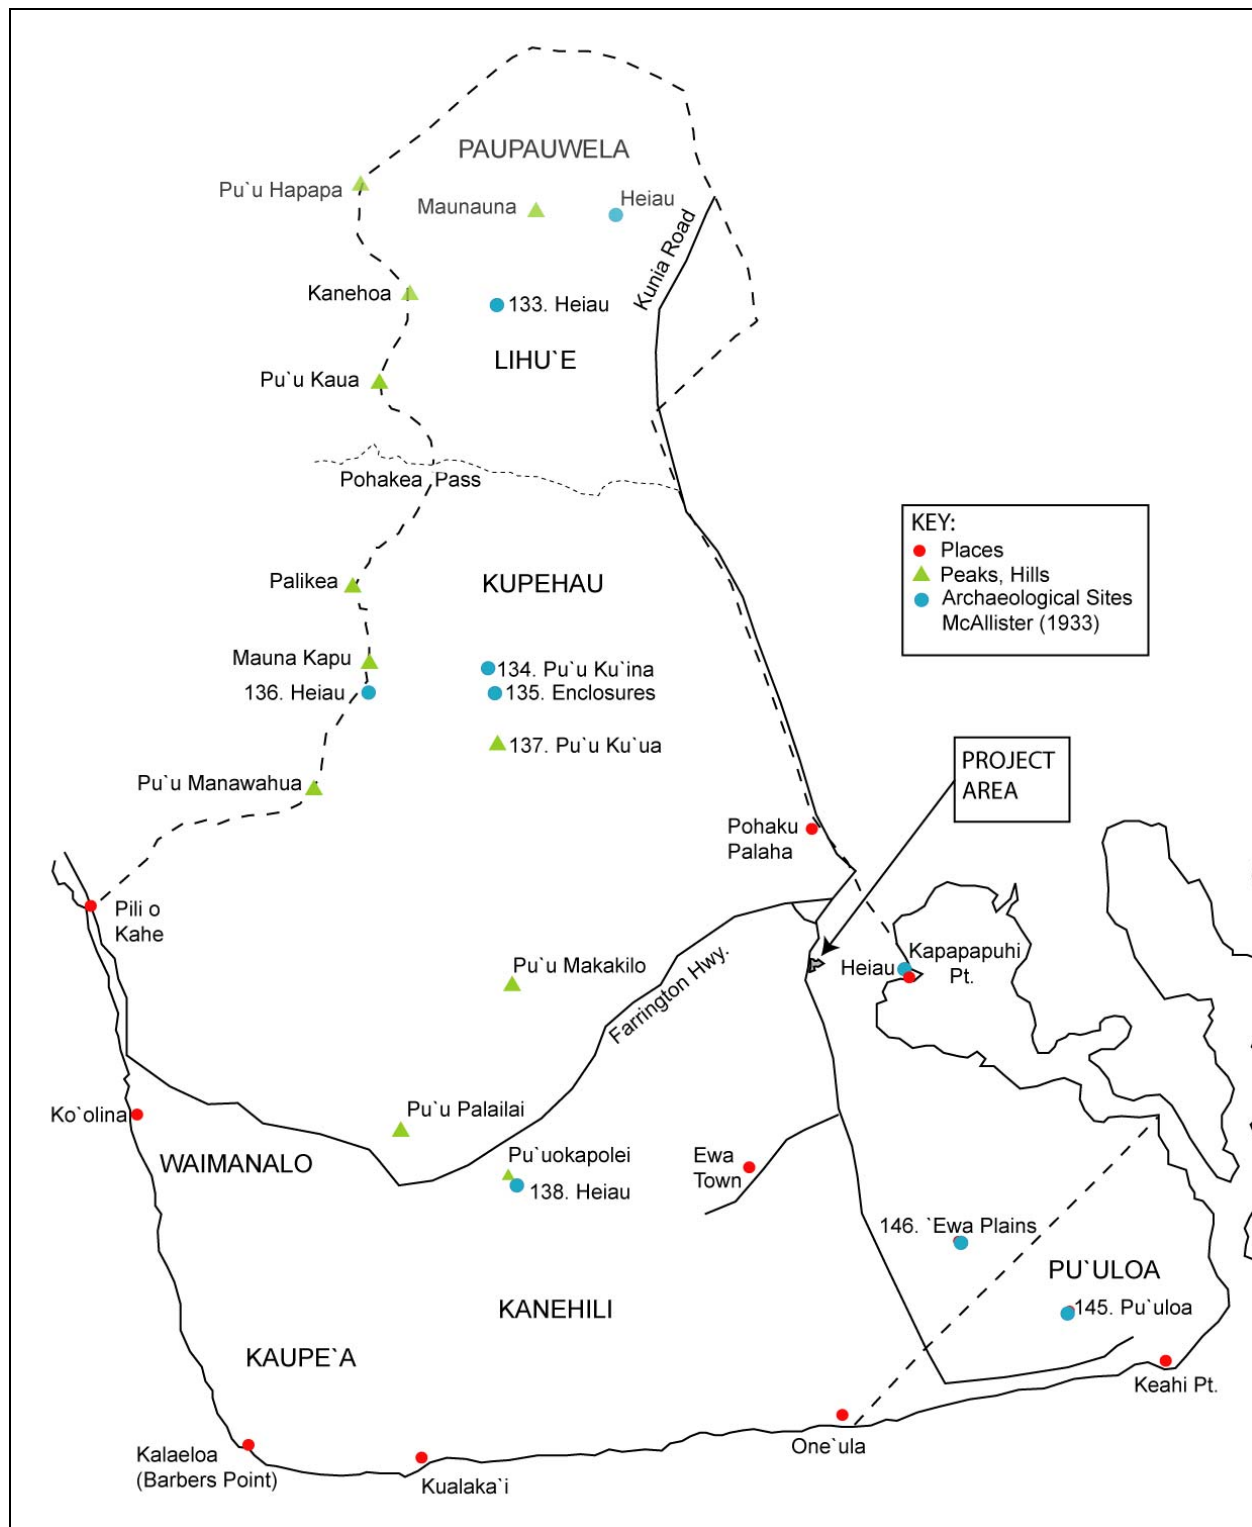 PAUPAUWELA
Pu`u Hapapa
Maunauna
Heiau
Kunia Road
Kanehoa
133. Heiau
LIHU`E
Pu`u Kaua
Pohakea Pass
KEY:
Places
Peaks, Hills
Archaeological Sites
McAllister (1933)
Palikea
KUPEHAU
Mauna Kapu
136. Heiau
134. Pu`u Ku`ina
135. Enclosures
137. Pu`u Ku`ua
PROJECT
AREA
Pu`u Manawahua
Pohaku
Palaha
Pili o
Kahe
Pu`u Makakilo
Farrington Hwy.
Heiau
Kapapapuhi
Pt.
Ko`olina
Pu`u Palailai
WAIMANALO
Pu`uokapolei
138. Heiau
Ewa
Town
146. `Ewa Plains
PU`ULOA
145. Pu`uloa
KANEHILI
KAUPE`A
Keahi Pt.
One`ula
Kalaeloa
(Barbers Point)
Kualaka`i